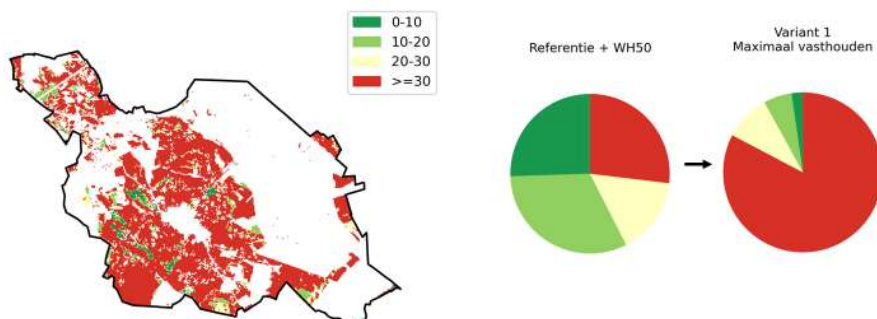 0-10
10-20
20-30
>=30
Referentie + WH50
Variant 1
Maximaal vasthouden